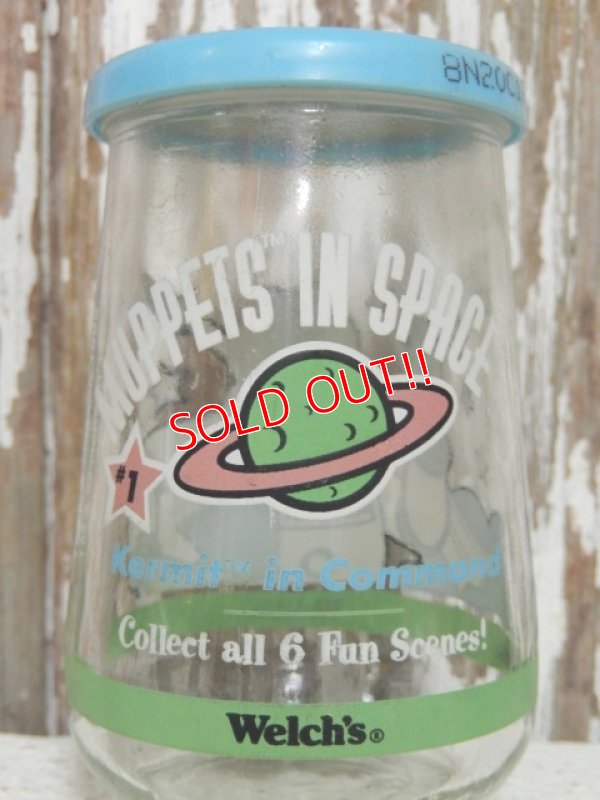 MUPPETS™ IN SPACE
SOLD OUT!!
#1
Kermit™ in Command
Collect all 6 Fun Scenes!
Welch's®